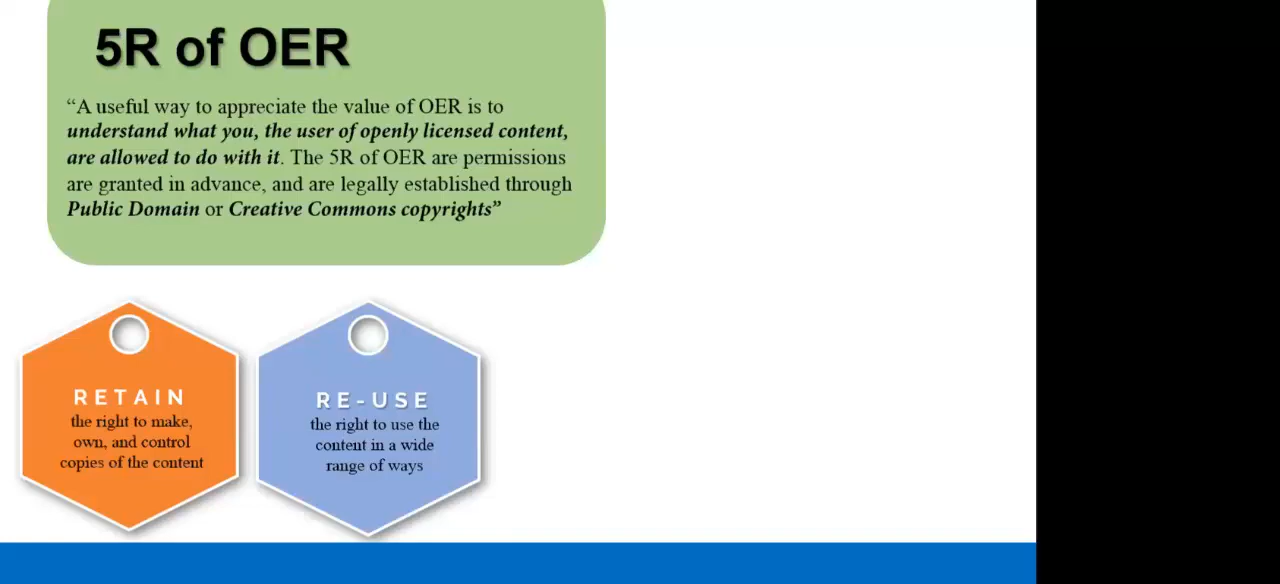 5R of OER
“A useful way to appreciate the value of OER is to
understand what you, the user of openly licensed content,
are allowed to do with it. The 5R of OER are permissions
are granted in advance, and are legally established through
Public Domain or Creative Commons copyrights”
RETAIN
the right to make,
own, and control
copies of the content
RE-USE
the right to use the
content in a wide
range of ways